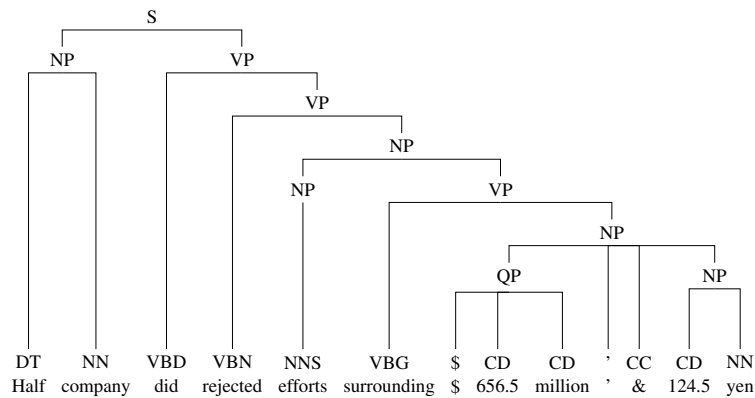 S
NP VP
VP
NP
NP VP
NP
QP NP
DT NN VBD VBN NNS VBG $ CD CD ’ CC CD NN
Half company did rejected efforts surrounding $ 656.5 million ’ & 124.5 yen